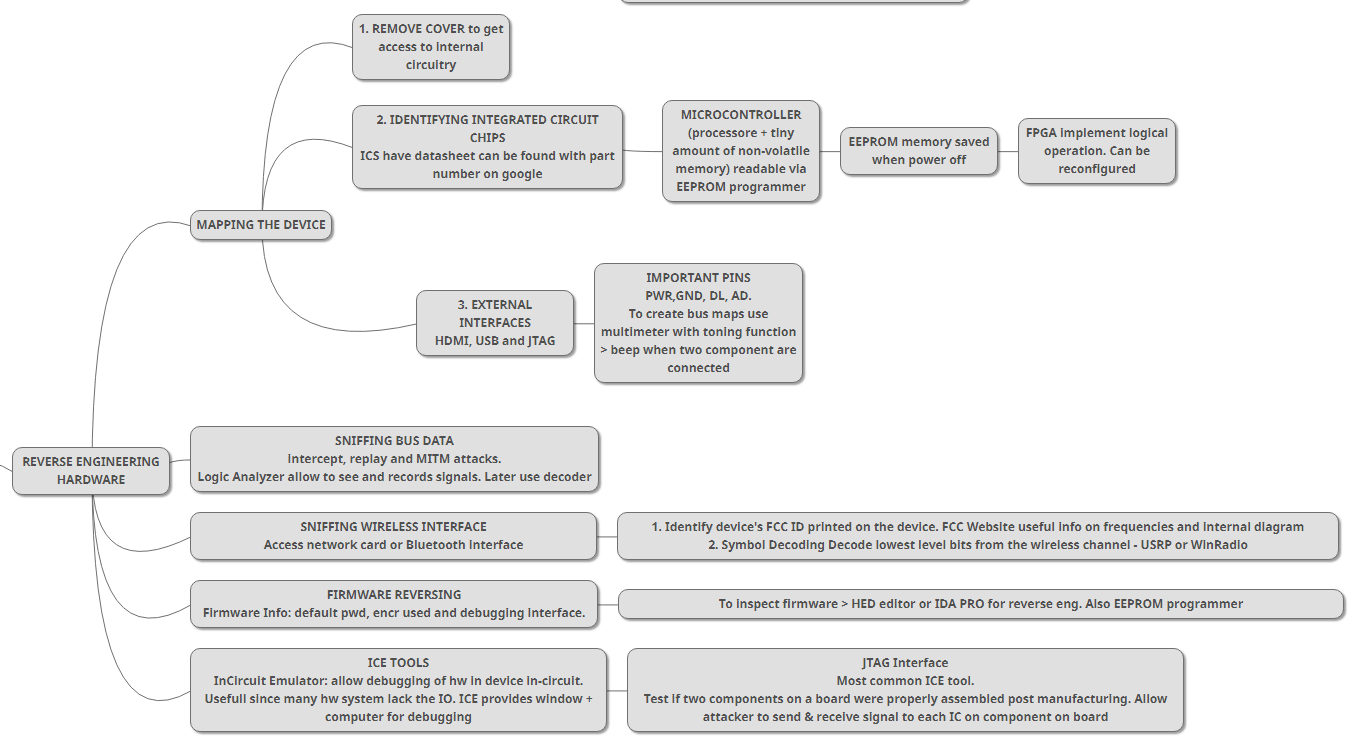 1. REMOVE COVER to get
access to internal
circuitry
2. IDENTIFYING INTEGRATED CIRCUIT
CHIPS
ICS have datasheet can be found with part
number on google
MICROCONTROLLER
(processore + tiny
amount of non-volatile
memory) readable via
EEPROM programmer
EEPROM memory saved
when power off
FPGA implement logical
operation. Can be
reconfigured
MAPPING THE DEVICE
3. EXTERNAL
INTERFACES
HDMI, USB and JTAG
IMPORTANT PINS
PWR,GND, DL, AD.
To create bus maps use
multimeter with toning function
> beep when two component are
connected
REVERSE ENGINEERING
HARDWARE
SNIFFING BUS DATA
intercept, replay and MITM attacks.
Logic Analyzer allow to see and records signals. Later use decoder
SNIFFING WIRELESS INTERFACE
Access network card or Bluetooth interface
1. Identify device's FCC ID printed on the device. FCC Website useful info on frequencies and internal diagram
2. Symbol Decoding Decode lowest level bits from the wireless channel - USRP or WinRadio
FIRMWARE REVERSING
Firmware Info: default pwd, encr used and debugging interface.
To inspect firmware > HED editor or IDA PRO for reverse eng. Also EEPROM programmer
ICE TOOLS
InCircuit Emulator: allow debugging of hw in device in-circuit.
Usefull since many hw system lack the IO. ICE provides window +
computer for debugging
JTAG Interface
Most common ICE tool.
Test if two components on a board were properly assembled post manufacturing. Allow
attacker to send & receive signal to each IC on component on board